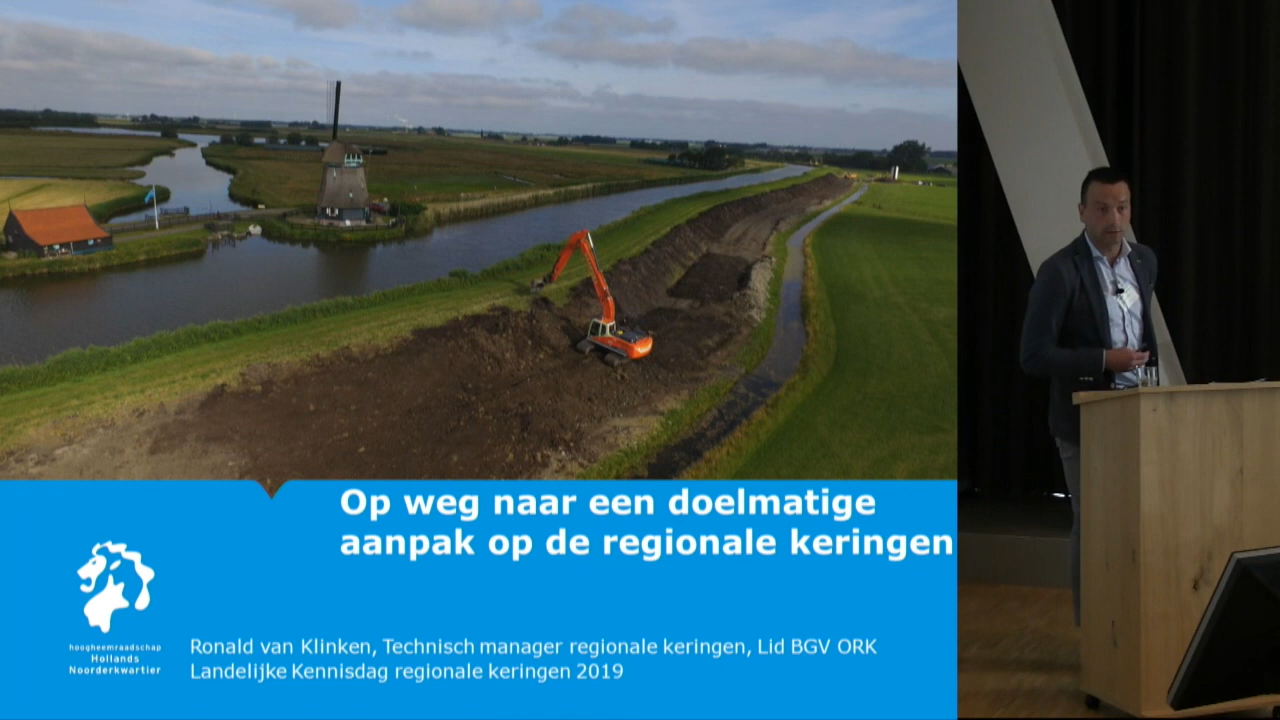 Op weg naar een doelmatige
aanpak op de regionale keringen
hoogheemraadschap
Hollands
Noorderkwartier
Ronald van Klinken, Technisch manager regionale keringen, Lid BGV ORK
Landelijke Kennisdag regionale keringen 2019